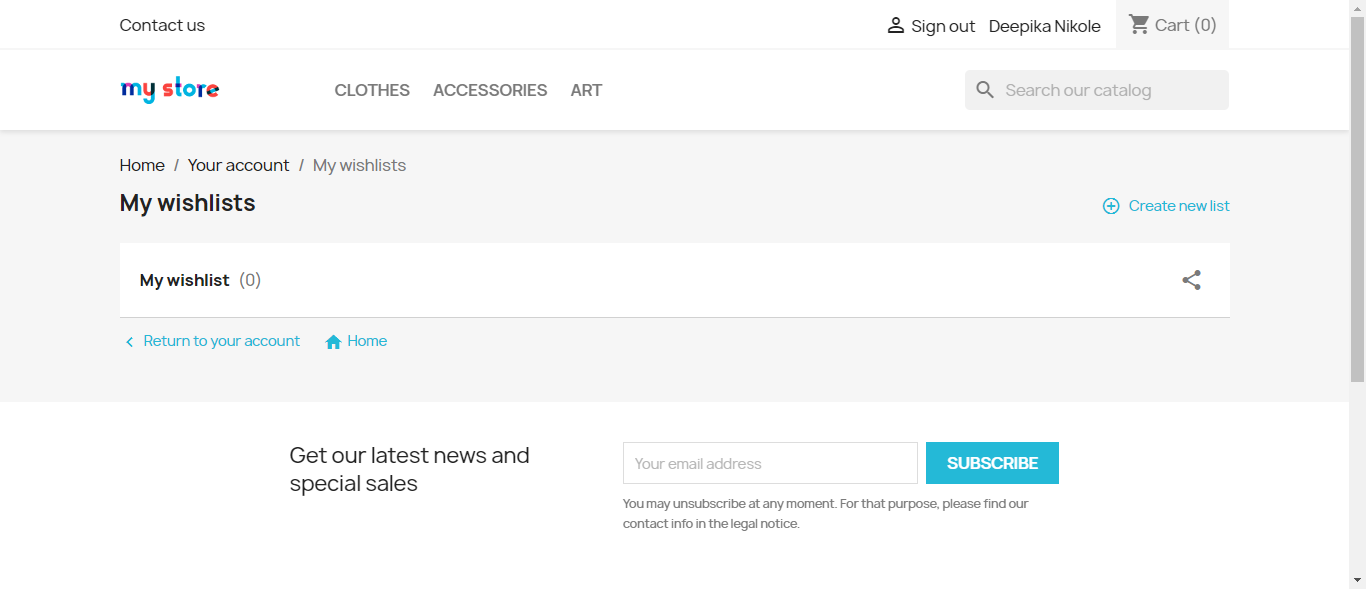 Contact us
Sign out Deepika Nikole Cart (0)
my store
CLOTHES ACCESSORIES ART
Search our catalog
Home / Your account / My wishlists
My wishlists
Create new list
My wishlist (0)
Return to your account Home
Get our latest news and
special sales
Your email address
SUBSCRIBE
You may unsubscribe at any moment. For that purpose, please find our
contact info in the legal notice.